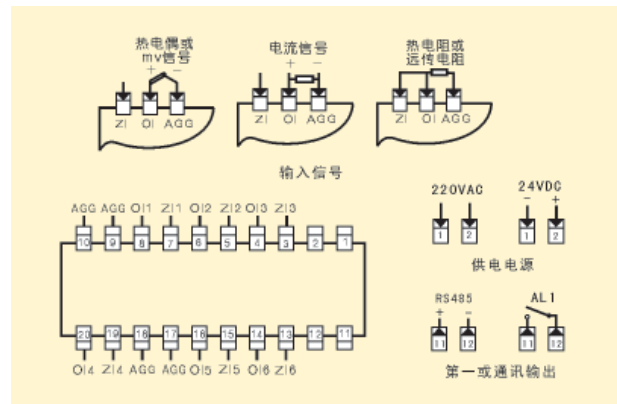 热电偶或
mv信号
+ -
ZI OI AGG
电流信号
+ -
ZI OI AGG
热电阻或
远传电阻
ZI OI AGG
输入信号
AGG AGG OI1 ZI1 OI2 ZI2 OI3 ZI3
10 9 8 7 6 5 4 3 2 1
20 19 18 17 16 15 14 13 12 11
OI4 ZI4 AGG AGG OI5 ZI5 OI6 ZI6
220VAC
1 2
24VDC
- +
1 2
供电电源
RS485
+ -
11 12
AL1
11 12
第一或通讯输出